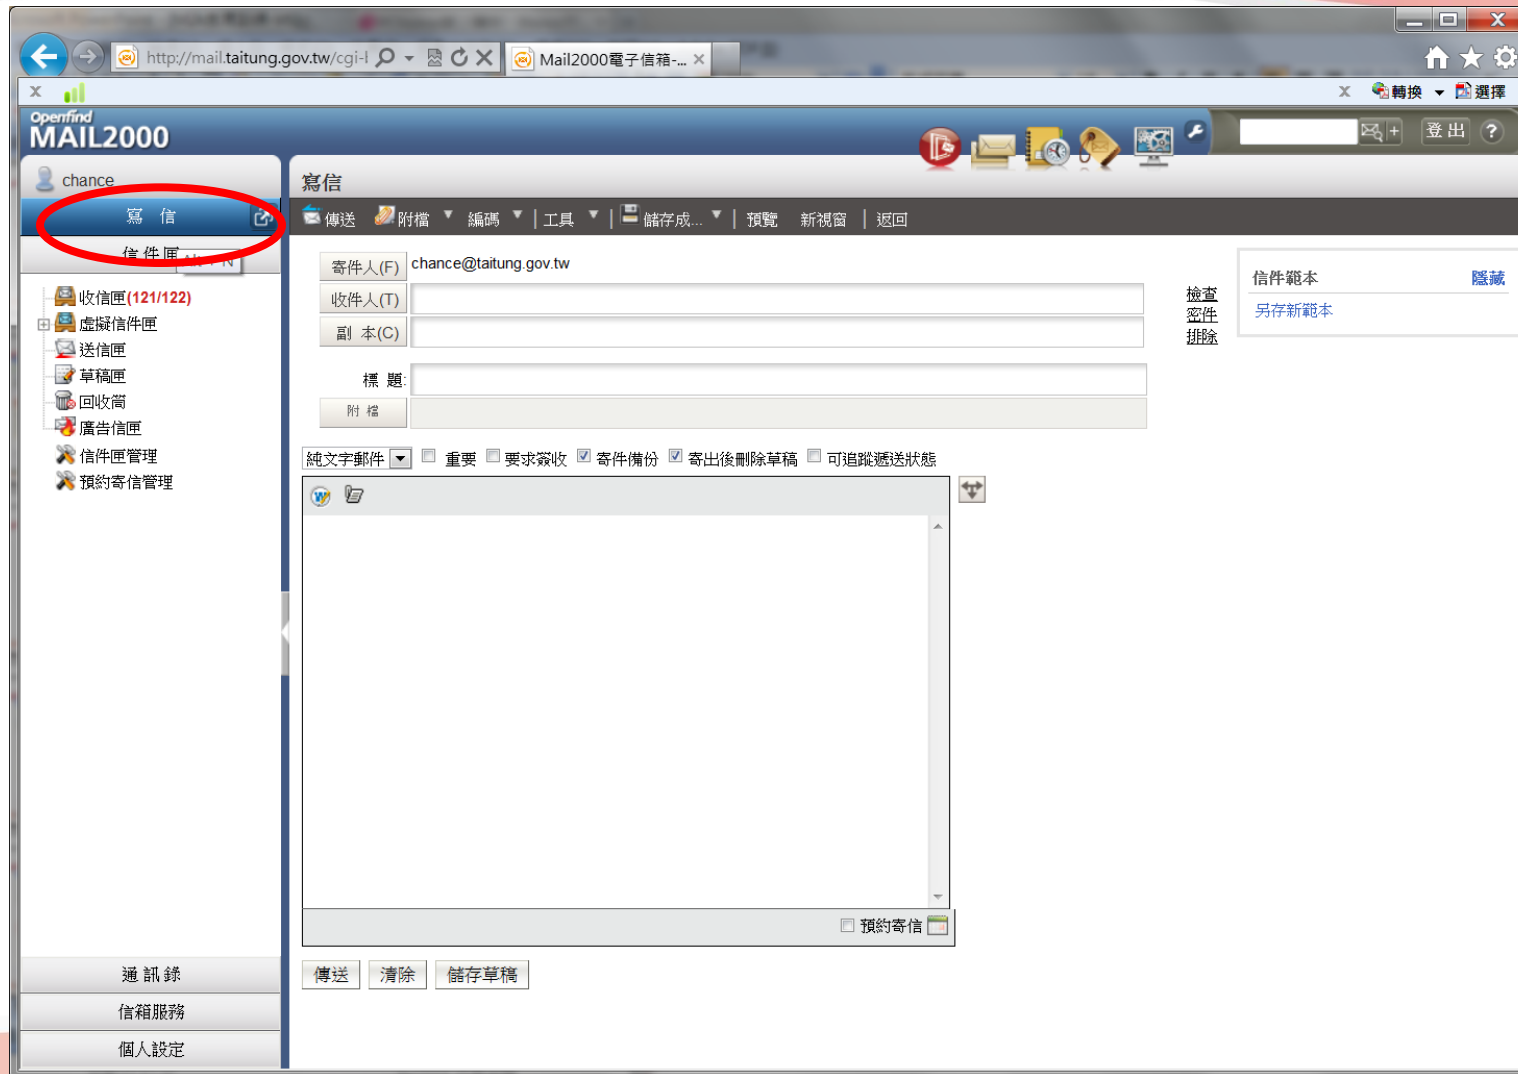 http://mail.taitung.gov.tw/cgi-l
Mail2000電子信箱-...
轉換 選擇
Openfind
MAIL2000
登出 ?
chance
寫信
寫 信
傳送 附檔 編碼 工具 儲存成... 預覽 新視窗 返回
信件匣
收信匣(121/122)
虛擬信件匣
送信匣
草稿匣
回收筒
廣告信匣
信件匣管理
預約寄信管理
寄件人(F) chance@taitung.gov.tw
收件人(T)
副 本(C)
檢查
密件
排除
信件範本 隱藏
另存新範本
標 題:
附 檔
純文字郵件 重要 要求簽收 寄件備份 寄出後刪除草稿 可追蹤遞送狀態
預約寄信
傳送 清除 儲存草稿
通 訊 錄
信箱服務
個人設定